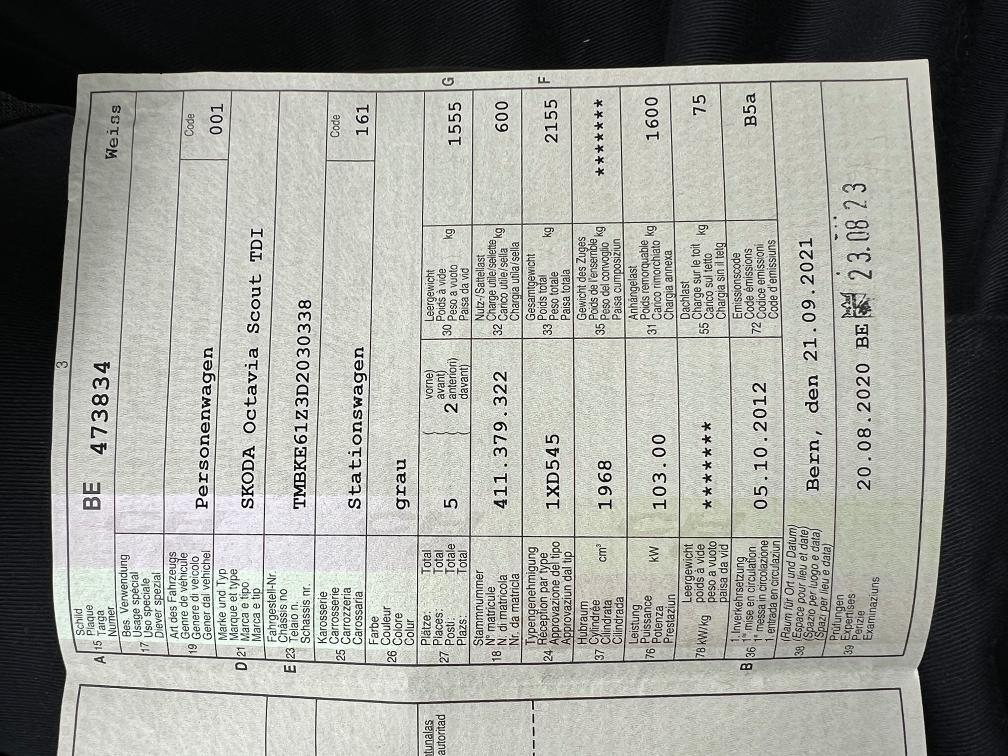 3
A 15
Schild
Plaque
Targa
Numer
BE 473834
Weiss
17
Bes. Verwendung
Usage spécial
Uso speciale
Diever spezial
19
Art des Fahrzeugs
Genre de véhicule
Genere di veicolo
Gener dal vehichel
Personenwagen
Code
001
D 21
Marke und Typ
Marque et type
Marca e tipo
Marca e tip
SKODA Octavia Scout TDI
E 23
Fahrgestell-Nr.
Châssis no
Telaio n.
Schassis nr.
TMBKE61Z3D2030338
25
Karosserie
Carrosserie
Carrozzeria
Carossaria
Stationswagen
Code
161
26
Farbe
Couleur
Colore
Colur
grau
27
Plätze: Total
Places: Total
Posti: Totale
Plazs: Total
5
2
vorne)
avant)
anteriori)
davant)
30
Leergewicht
Poids à vide
Peso a vuoto
Paisa da vid
kg
1555
G
18
Stammnummer
N° matricule
N. di matricola
Nr. da matricla
411.379.322
32
Nutz-/Sattellast
Charge utile/sellette
Carico utile/sella
Chargia utila/sella
kg
600
24
Typengenehmigung
Réception par type
Approvazione del tipo
Approvaziun dal tip
1XD545
33
Gesamtgewicht
Poids total
Peso totale
Paisa totala
kg
2155
F
37
Hubraum
Cylindrée
Cilindrata
Cilindrada
cm³
1968
35
Gewicht des Zuges
Poids de l'ensemble
Peso del convoglio
Paisa cumposiziun
kg
*******
76
Leistung
Puissance
Potenza
Prestaziun
kW
103.00
31
Anhängelast
Poids remorquable
Carico rimorchiato
Chargia annexa
kg
1600
78 kW/kg
Leergewicht
poids à vide
peso a vuoto
paisa da vid
*******
55
Dachlast
Charge sur le toit
Carico sul tetto
Chargia sin il tetg
kg
75
B 36
1. Inverkehrsetzung
1re mise en circulation
1a messa in circolazione
1. entrada en circulaziun
05.10.2012
72
Emissionscode
Code émissions
Codice emissioni
Code d'emissiuns
B5a
38
(Raum für Ort und Datum)
(Espace pour lieu et date)
(Spazio per luogo e data)
(Spazi per lieu e data)
Bern, den 21.09.2021
39
Prüfungen
Expertises
Perizie
Examinaziuns
20.08.2020 BE
23.08 23
autoritad